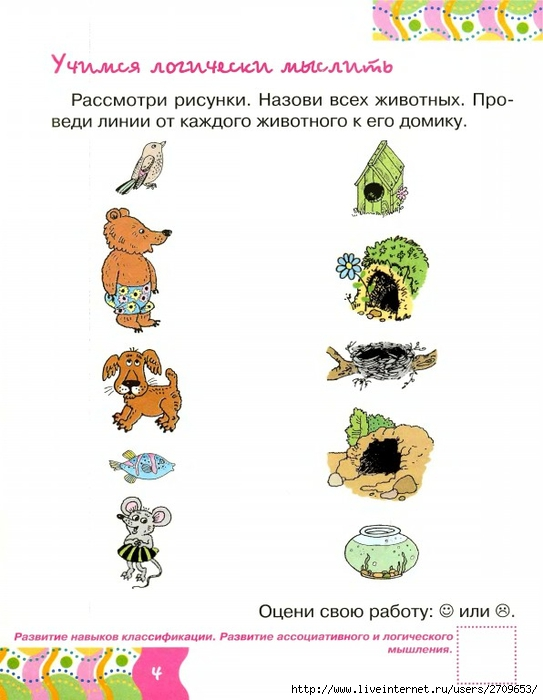 Учимся логически мыслить
Рассмотри рисунки. Назови всех животных. Про-
веди линии от каждого животного к его домику.
Оцени свою работу: ☺ или ☹.
Развитие навыков классификации. Развитие ассоциативного и логического
мышления.
4
http://www.liveinternet.ru/users/2709653/